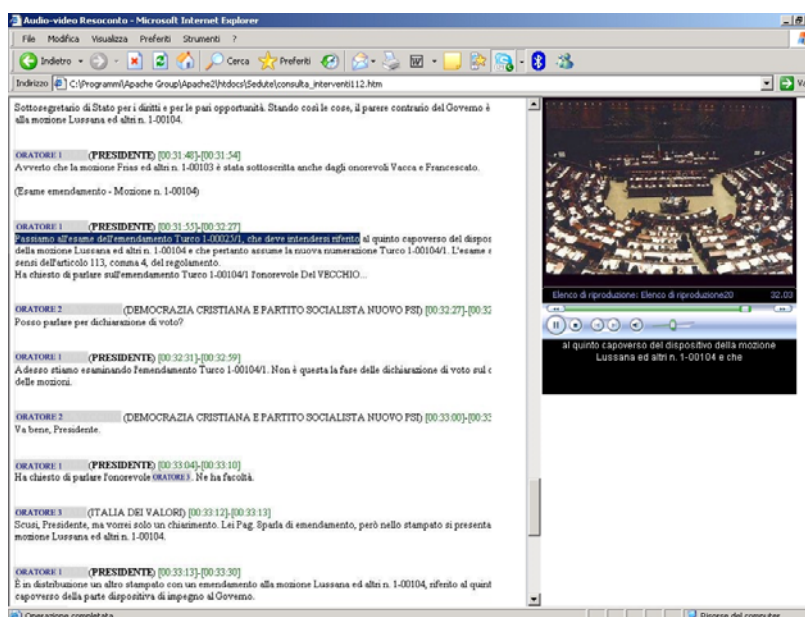 Audio-video Resoconto - Microsoft Internet Explorer
File Modifica Visualizza Preferiti Strumenti ?
Indietro Cerca Preferiti
Indirizzo C:\Programmi\Apache Group\Apache2\htdocs\Sedute\consulta_interventi112.htm
Sottosegretario di Stato per i diritti e per le pari opportunità. Stando così le cose, il parere contrario del Governo è
alla mozione Lussana ed altri n. 1-00104.
ORATORE 1 (PRESIDENTE) [00:31:48]-[00:31:54]
Avverto che la mozione Frias ed altri n. 1-00103 è stata sottoscritta anche dagli onorevoli Vacca e Francescato.
(Esame emendamento - Mozione n. 1-00104)
ORATORE 1 (PRESIDENTE) [00:31:55]-[00:32:27]
Passiamo all'esame dell'emendamento Turco 1-00025/1, che deve intendersi riferito al quinto capoverso del dispos
della mozione Lussana ed altri n. 1-00104 e che pertanto assume la nuova numerazione Turco 1-00104/1. L'esame a
sensi dell'articolo 113, comma 4, del regolamento.
Ha chiesto di parlare sull'emendamento Turco 1-00104/1 l'onorevole Del VECCHIO...
ORATORE 2 (DEMOCRAZIA CRISTIANA E PARTITO SOCIALISTA NUOVO PSI) [00:32:27]-[00:32
Posso parlare per dichiarazione di voto?
ORATORE 1 (PRESIDENTE) [00:32:31]-[00:32:59]
Adesso stiamo esaminando l'emendamento Turco 1-00104/1. Non è questa la fase delle dichiarazione di voto sul c
delle mozioni.
ORATORE 2 (DEMOCRAZIA CRISTIANA E PARTITO SOCIALISTA NUOVO PSI) [00:33:00]-[00:33
Va bene, Presidente.
ORATORE 1 (PRESIDENTE) [00:33:04]-[00:33:10]
Ha chiesto di parlare l'onorevole ORATORE 3. Ne ha facoltà.
ORATORE 3 (ITALIA DEI VALORI) [00:33:12]-[00:33:13]
Scusi, Presidente, ma vorrei solo un chiarimento. Lei Pag. 9parla di emendamento, però nello stampato si presenta
mozione Lussana ed altri n. 1-00104.
ORATORE 1 (PRESIDENTE) [00:33:13]-[00:33:30]
È in distribuzione un altro stampato con un emendamento alla mozione Lussana ed altri n. 1-00104, riferito al quint
capoverso della parte dispositiva di impegno al Governo.
Elenco di riproduzione: Elenco di riproduzione20 32.03
al quinto capoverso del dispositivo della mozione
Lussana ed altri n. 1-00104 e che
Operazione completata Risorse del computer